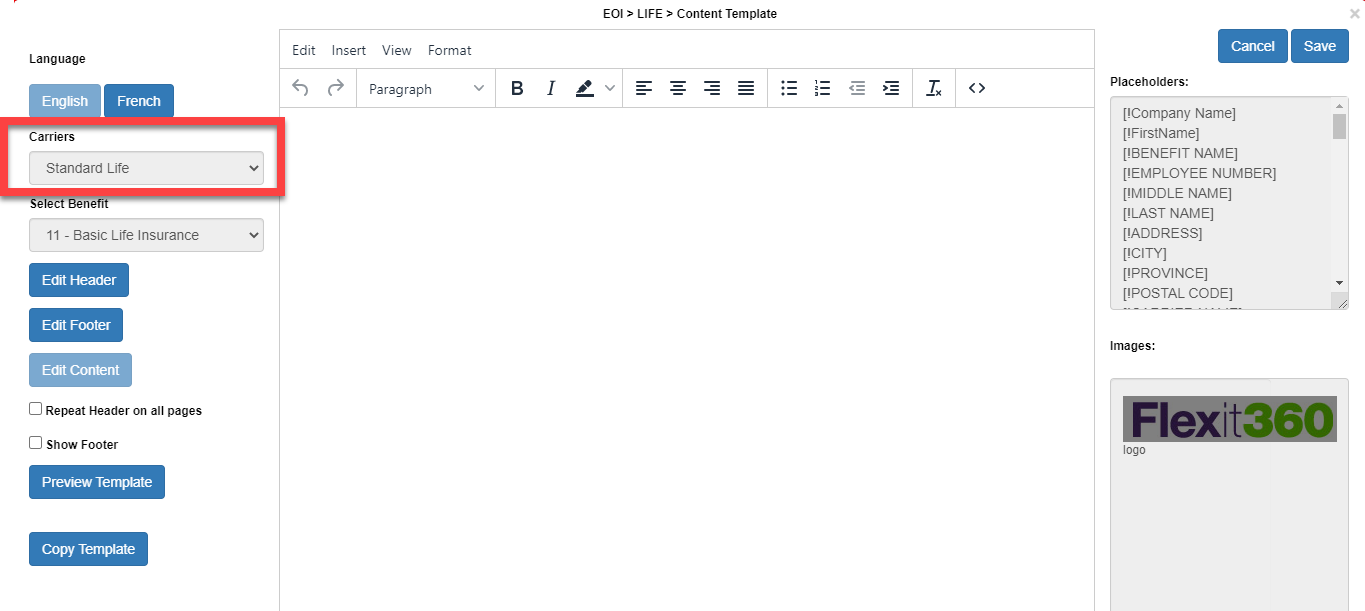 EOI > LIFE > Content Template
×
Language
English French
Carriers
Standard Life
Select Benefit
11 - Basic Life Insurance
Edit Header
Edit Footer
Edit Content
Repeat Header on all pages
Show Footer
Preview Template
Copy Template
Edit Insert View Format
Paragraph B I
Cancel Save
Placeholders:
[!Company Name]
[!FirstName]
[!BENEFIT NAME]
[!EMPLOYEE NUMBER]
[!MIDDLE NAME]
[!LAST NAME]
[!ADDRESS]
[!CITY]
[!PROVINCE]
[!POSTAL CODE]
Images:
Flexit360
logo